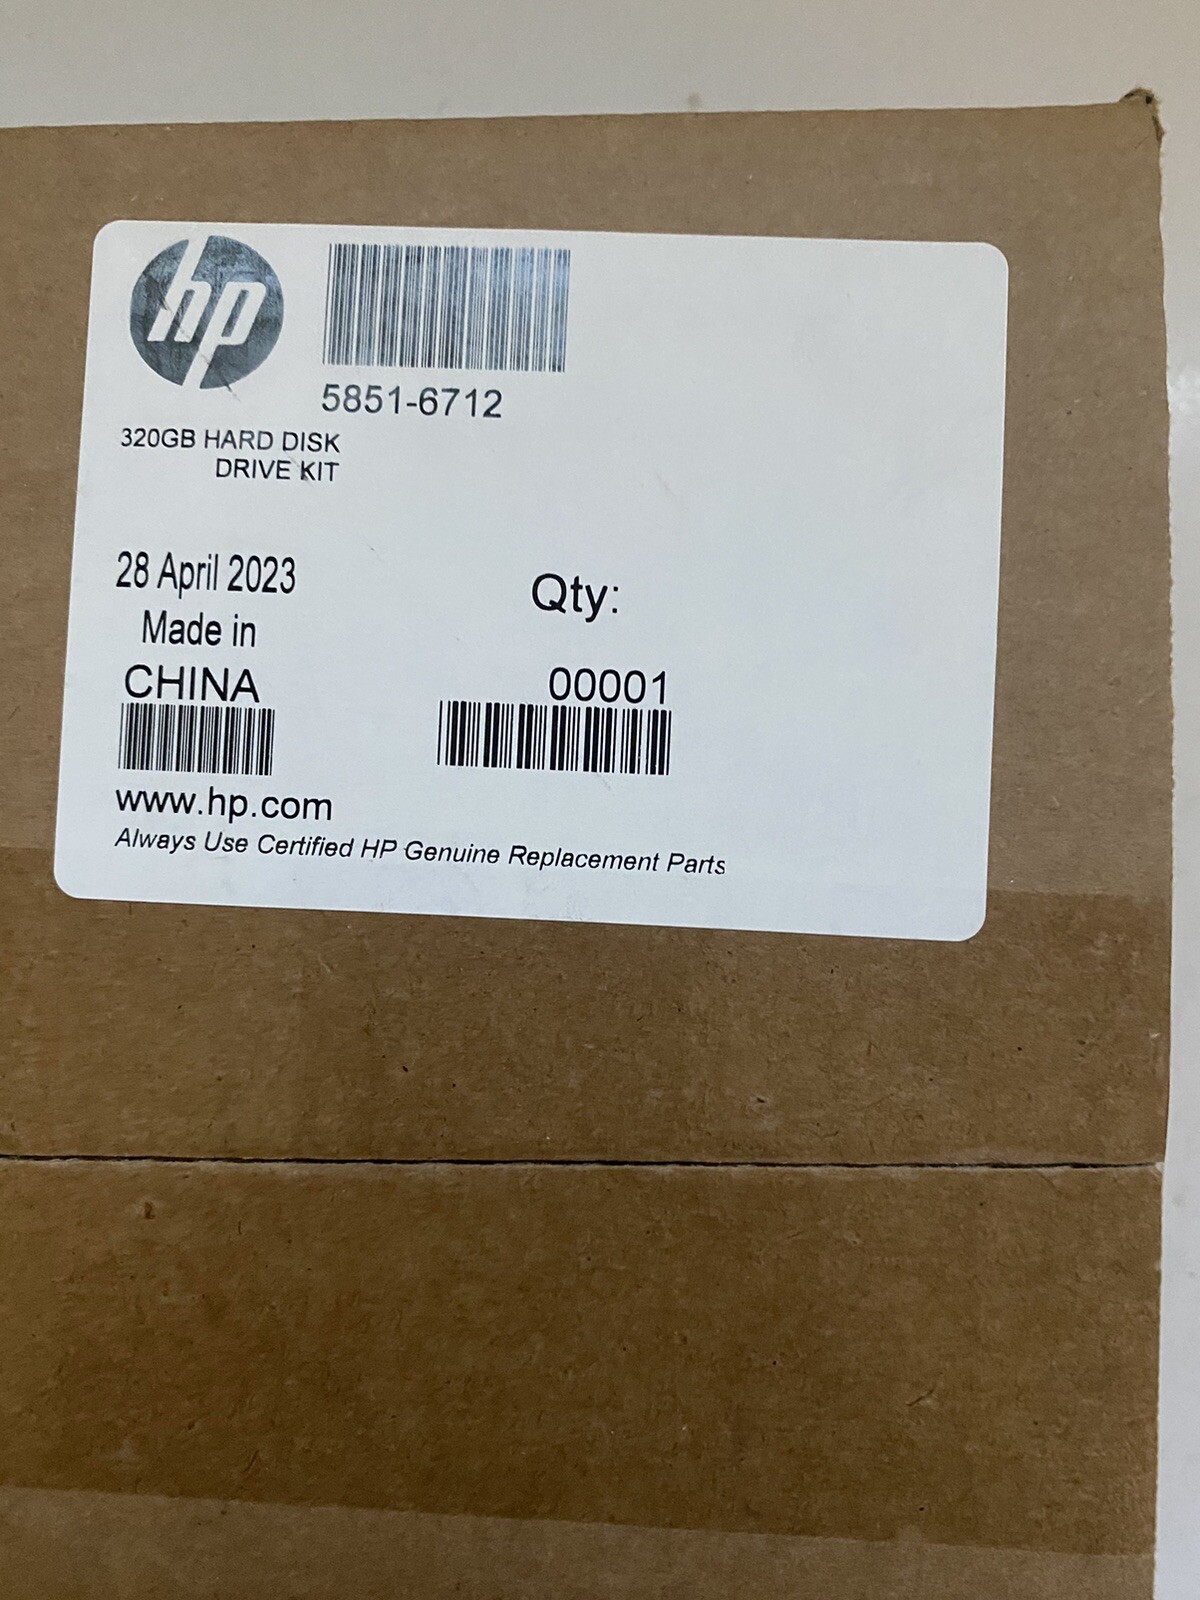 hp
5851-6712
320GB HARD DISK
DRIVE KIT
28 April 2023
Made in
CHINA
Qty:
00001
www.hp.com
Always Use Certified HP Genuine Replacement Parts